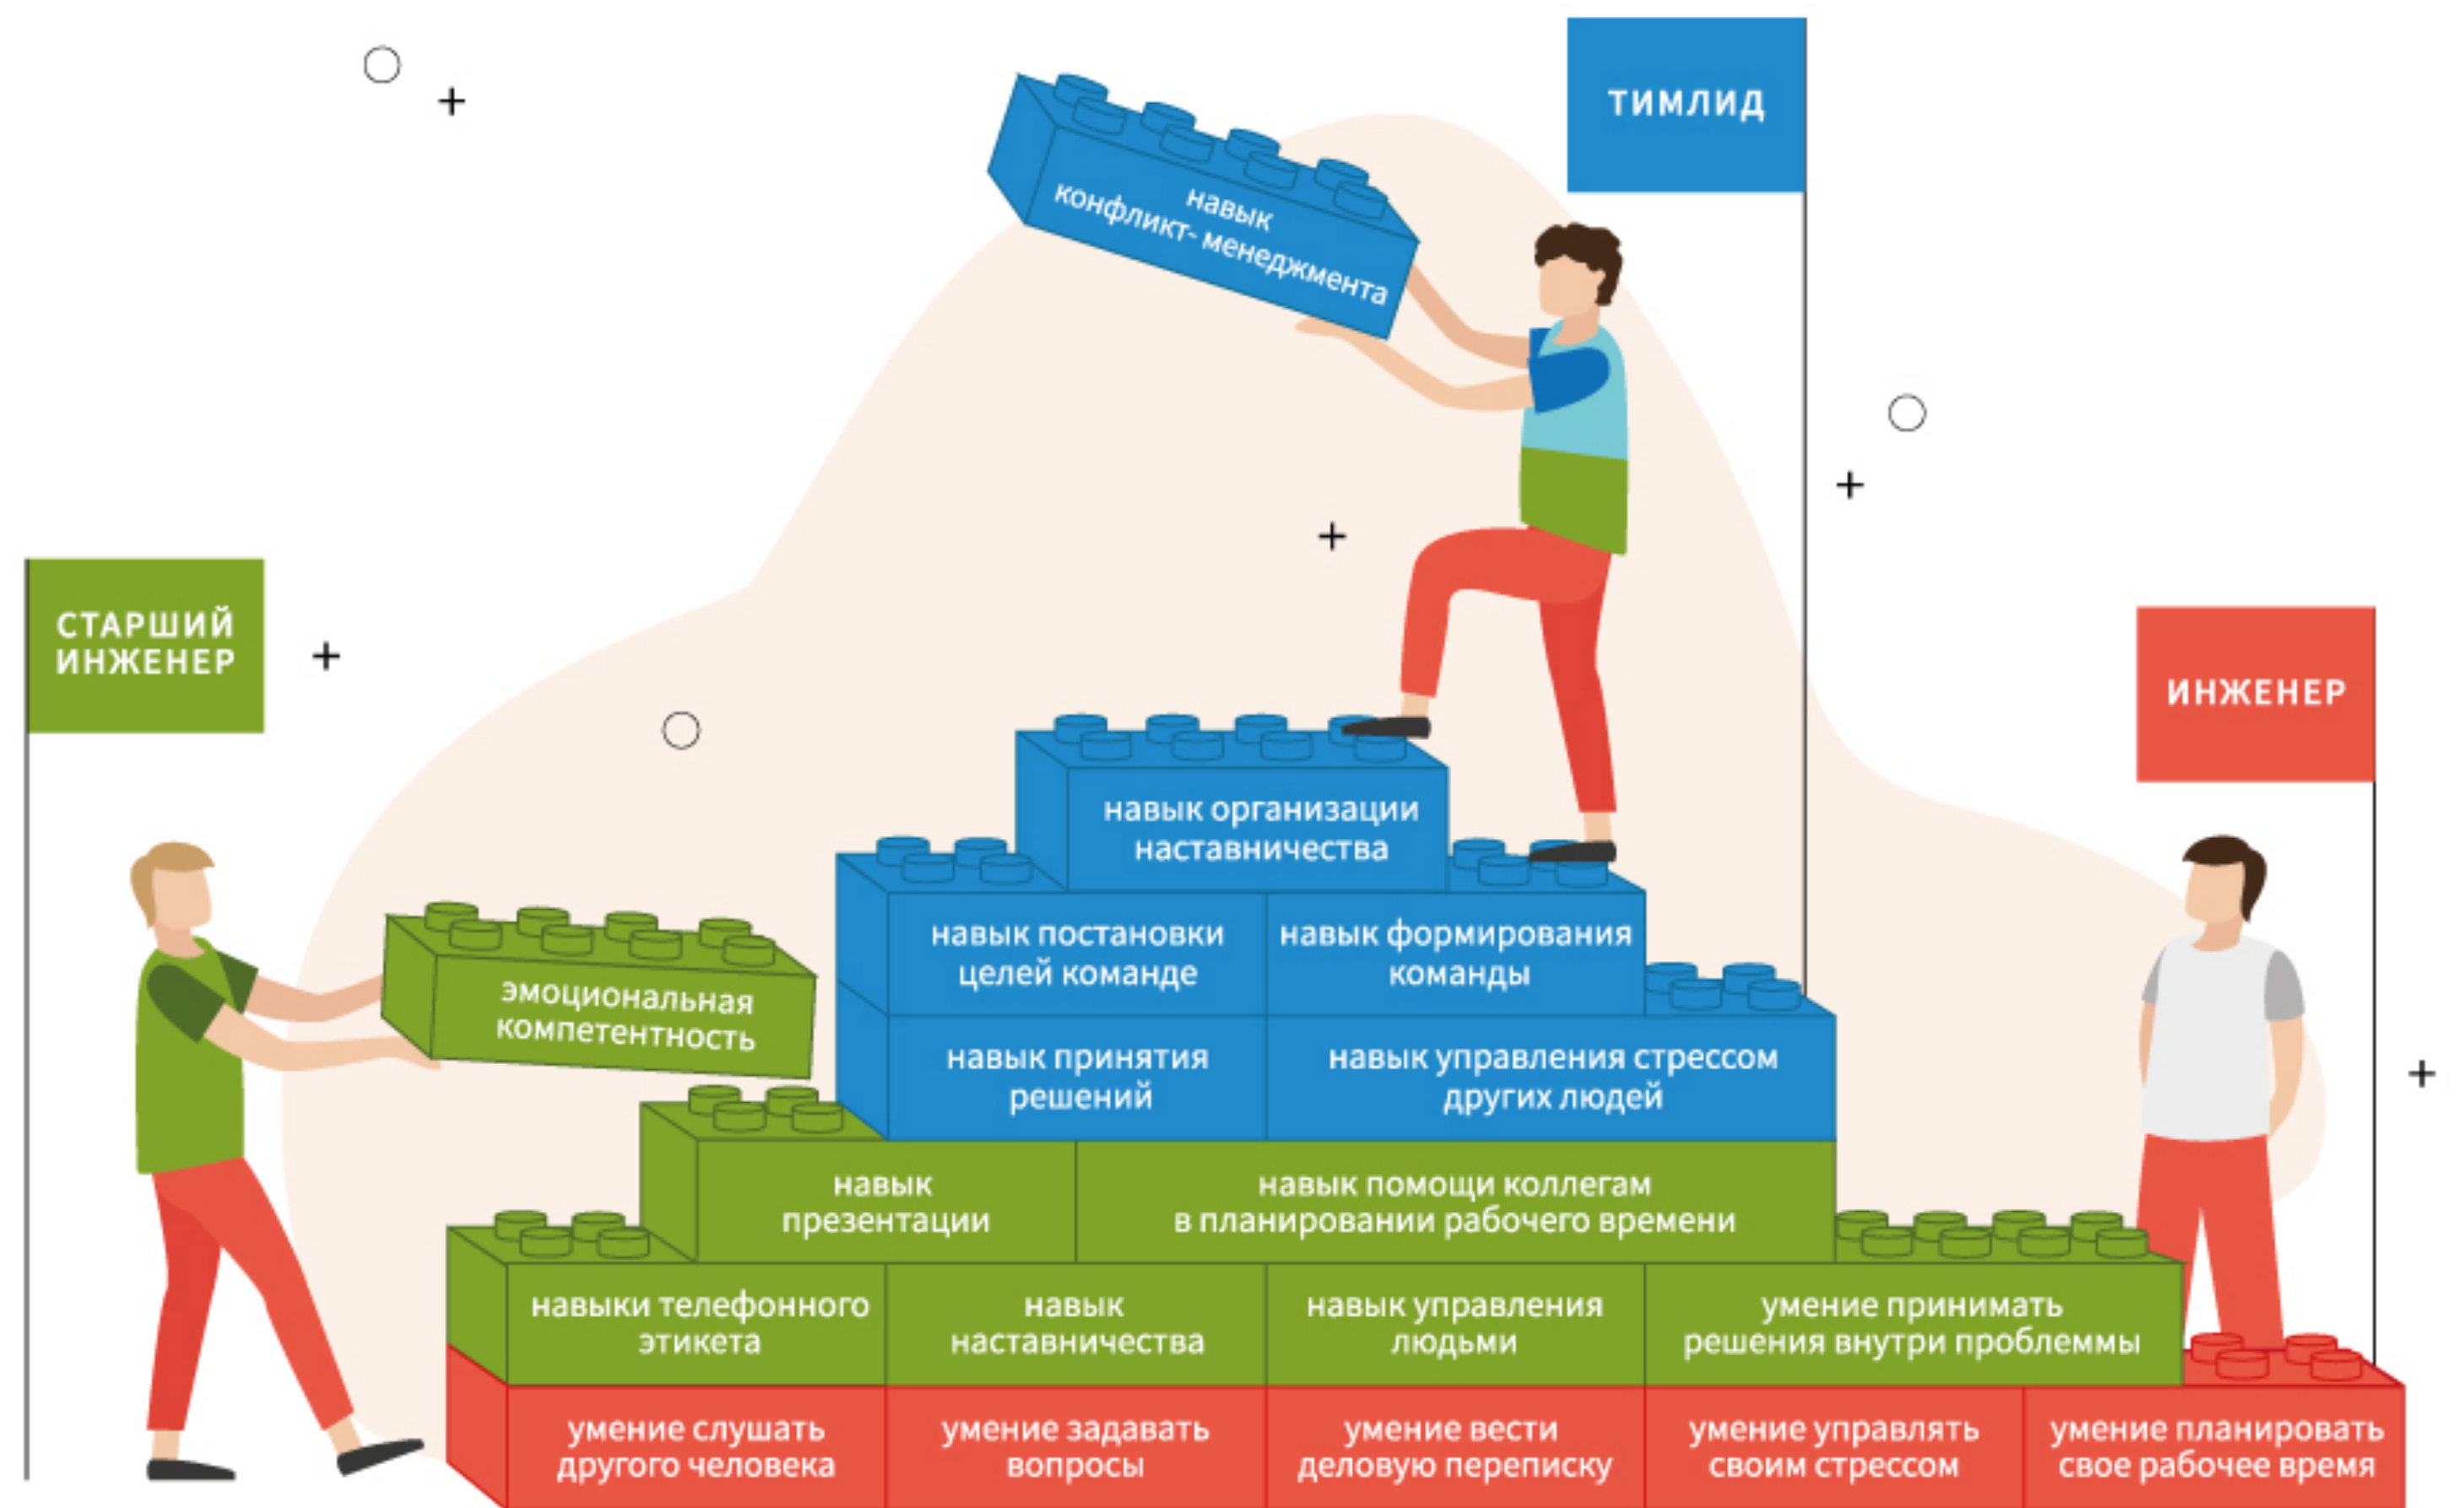 ТИМЛИД
навык
конфликт- менеджмента
СТАРШИЙ
ИНЖЕНЕР
ИНЖЕНЕР
навык организации
наставничества
эмоциональная
компетентность
навык постановки
целей команде
навык формирования
команды
навык принятия
решений
навык управления стрессом
других людей
навык
презентации
навык помощи коллегам
в планировании рабочего времени
навыки телефонного
этикета
навык
наставничества
навык управления
людьми
умение принимать
решения внутри проблеммы
умение слушать
другого человека
умение задавать
вопросы
умение вести
деловую переписку
умение управлять
своим стрессом
умение планировать
свое рабочее время